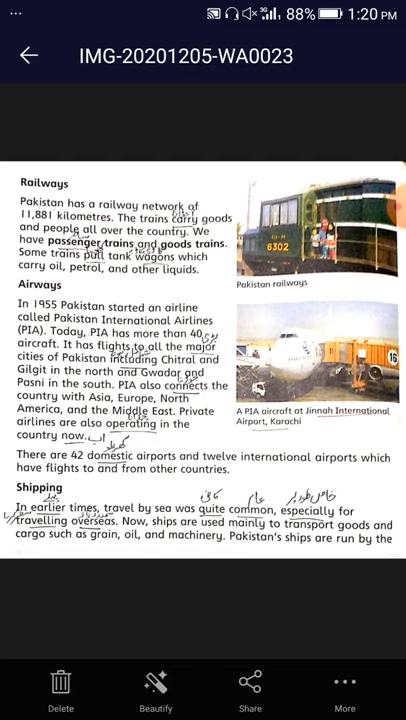 88% 1:20 PM
IMG-20201205-WA0023
Railways
Pakistan has a railway network of
11,881 kilometres. The trains carry goods
and people all over the country. We
have passenger trains and goods trains.
Some trains pull tank wagons which
carry oil, petrol, and other liquids.
6302
Pakistan railways
Airways
In 1955 Pakistan started an airline
called Pakistan International Airlines
(PIA). Today, PIA has more than 40
aircraft. It has flights to all the major
cities of Pakistan including Chitral and
Gilgit in the north and Gwadar and
Pasni in the south. PIA also connects the
country with Asia, Europe, North
America, and the Middle East. Private
airlines are also operating in the
country now. اب
16
A PIA aircraft at Jinnah International
Airport, Karachi
گھریلو
There are 42 domestic airports and twelve international airports which
have flights to and from other countries.
Shipping
پہلے کافی عام خاص طور پر
In earlier times, travel by sea was quite common, especially for
travelling overseas. Now, ships are used mainly to transport goods and
cargo such as grain, oil, and machinery. Pakistan's ships are run by the
Delete
Beautify
Share
More